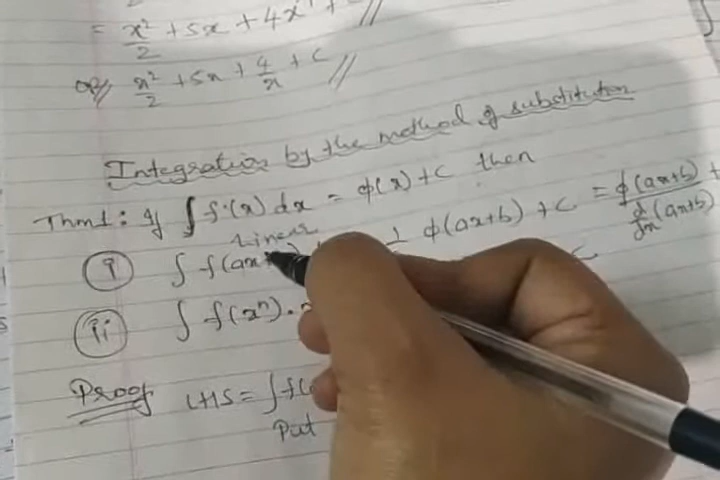 = x²/2 + 5x + 4x
OR// x²/2 + 5x + 4/x + c //
Integration by the method of substitution
Thm1: If ∫ f(x) dx = φ(x) + c then
Linear
(i) ∫ f(ax+ φ(ax+b) + c = φ(ax+b) / d/dx (ax+b) +
(ii) ∫ f(xⁿ). c
Proof LHS = ∫ f(
Put